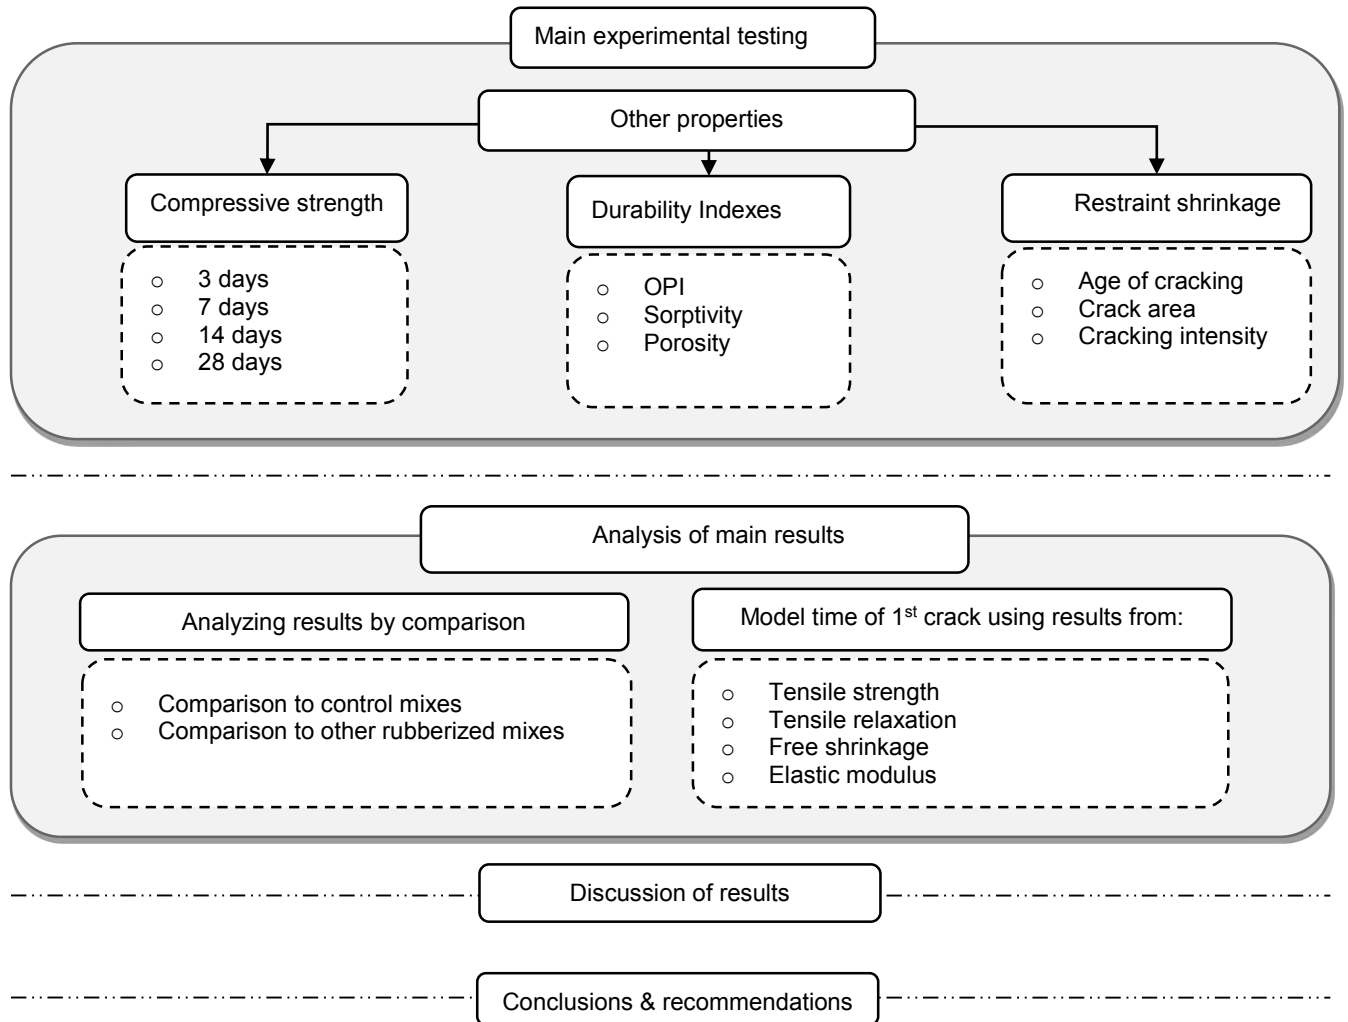 Main experimental testing
Other properties
Compressive strength
o 3 days
o 7 days
o 14 days
o 28 days
Durability Indexes
o OPI
o Sorptivity
o Porosity
Restraint shrinkage
o Age of cracking
o Crack area
o Cracking intensity
Analysis of main results
Analyzing results by comparison
o Comparison to control mixes
o Comparison to other rubberized mixes
Model time of 1st crack using results from:
o Tensile strength
o Tensile relaxation
o Free shrinkage
o Elastic modulus
Discussion of results
Conclusions & recommendations